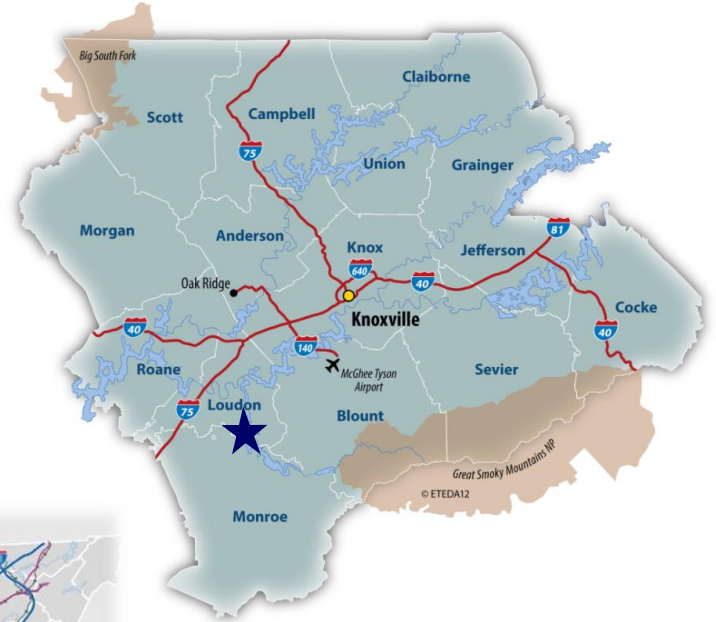 Big South Fork
Claiborne
Scott
Campbell
75
Union
Grainger
Morgan
Anderson
Knox
Jefferson
81
640
40
Oak Ridge
Knoxville
Cocke
40
40
140
McGhee Tyson
Airport
Roane
Sevier
75
Loudon
Blount
Great Smoky Mountains NP
© ETEDA12
Monroe